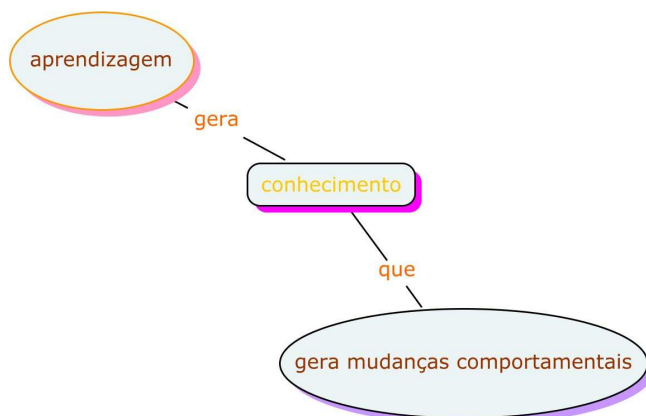 aprendizagem
gera
conhecimento
que
gera mudanças comportamentais